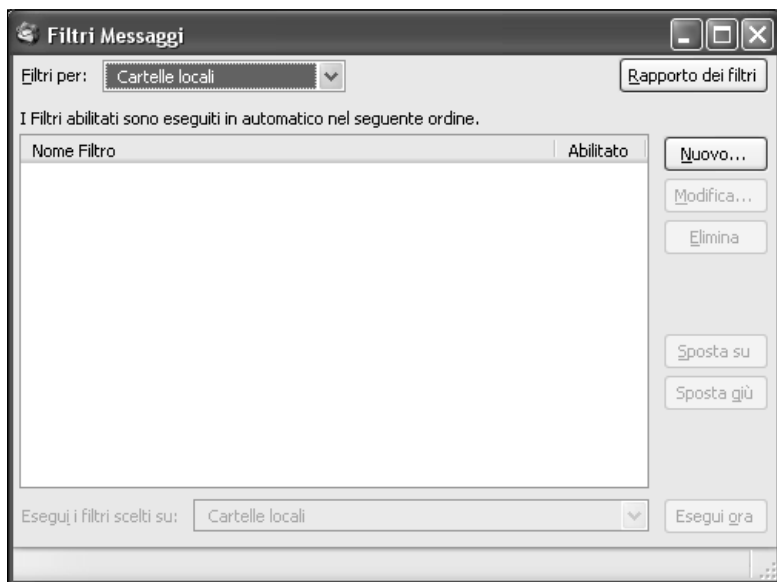 Filtri Messaggi
Filtri per: Cartelle locali Rapporto dei filtri
I Filtri abilitati sono eseguiti in automatico nel seguente ordine.
Nome Filtro Abilitato
Nuovo...
Modifica...
Elimina
Sposta su
Sposta giù
Esegui i filtri scelti su: Cartelle locali Esegui ora